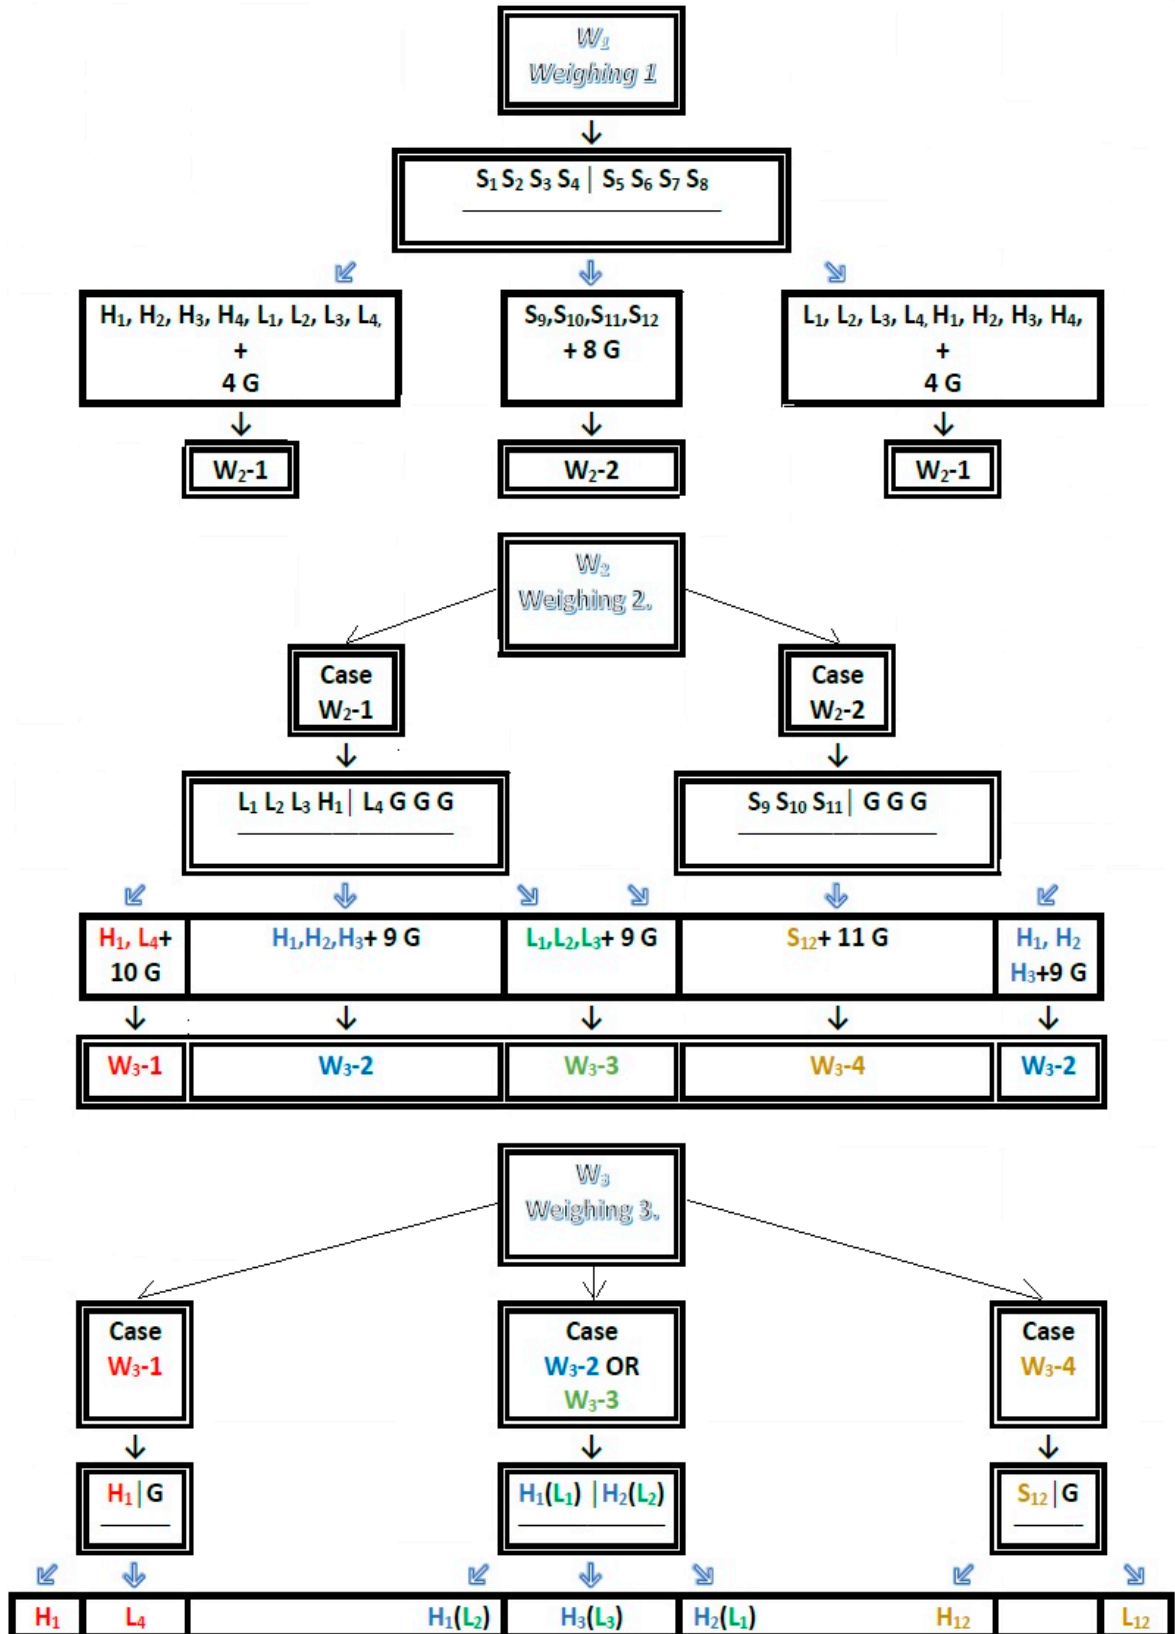 W₁
Weighing 1
↓
S₁ S₂ S₃ S₄ | S₅ S₆ S₇ S₈
H₁, H₂, H₃, H₄, L₁, L₂, L₃, L₄,
+
4 G
S₉,S₁₀,S₁₁,S₁₂
+ 8 G
L₁, L₂, L₃, L₄, H₁, H₂, H₃, H₄,
+
4 G
↓ ↓ ↓
W₂-1 W₂-2 W₂-1
W₂
Weighing 2.
Case
W₂-1
Case
W₂-2
↓ ↓
L₁ L₂ L₃ H₁| L₄ G G G
S₉ S₁₀ S₁₁| G G G
H₁, L₄+
10 G
H₁,H₂,H₃+ 9 G
L₁,L₂,L₃+ 9 G
S₁₂+ 11 G
H₁, H₂
H₃+9 G
↓ ↓ ↓ ↓ ↓
W₃-1 W₃-2 W₃-3 W₃-4 W₃-2
W₃
Weighing 3.
Case
W₃-1
Case
W₃-2 OR
W₃-3
Case
W₃-4
↓ ↓ ↓
H₁|G
H₁(L₁) |H₂(L₂)
S₁₂|G
H₁ L₄ H₁(L₂) H₃(L₃) H₂(L₁) H₁₂ L₁₂